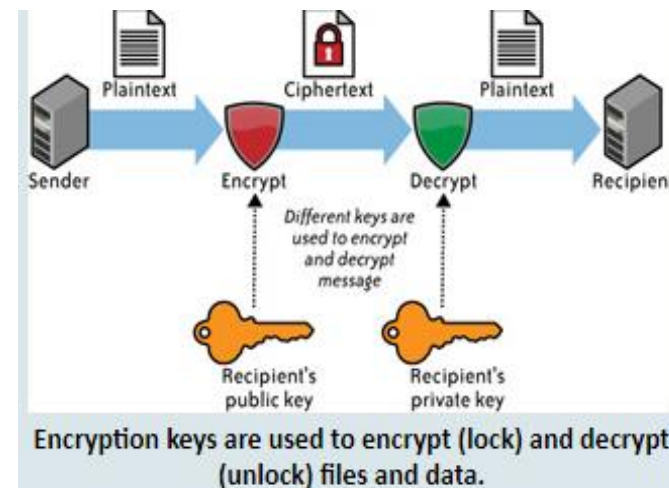 Plaintext
Ciphertext
Plaintext
Sender
Encrypt
Decrypt
Recipien
Different keys are
used to encrypt
and decrypt
message
Recipient's
public key
Recipient's
private key
Encryption keys are used to encrypt (lock) and decrypt
(unlock) files and data.